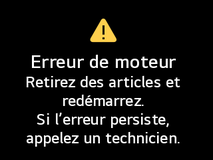 Erreur de moteur
Retirez des articles et
redémarrez.
Si l'erreur persiste,
appelez un technicien.